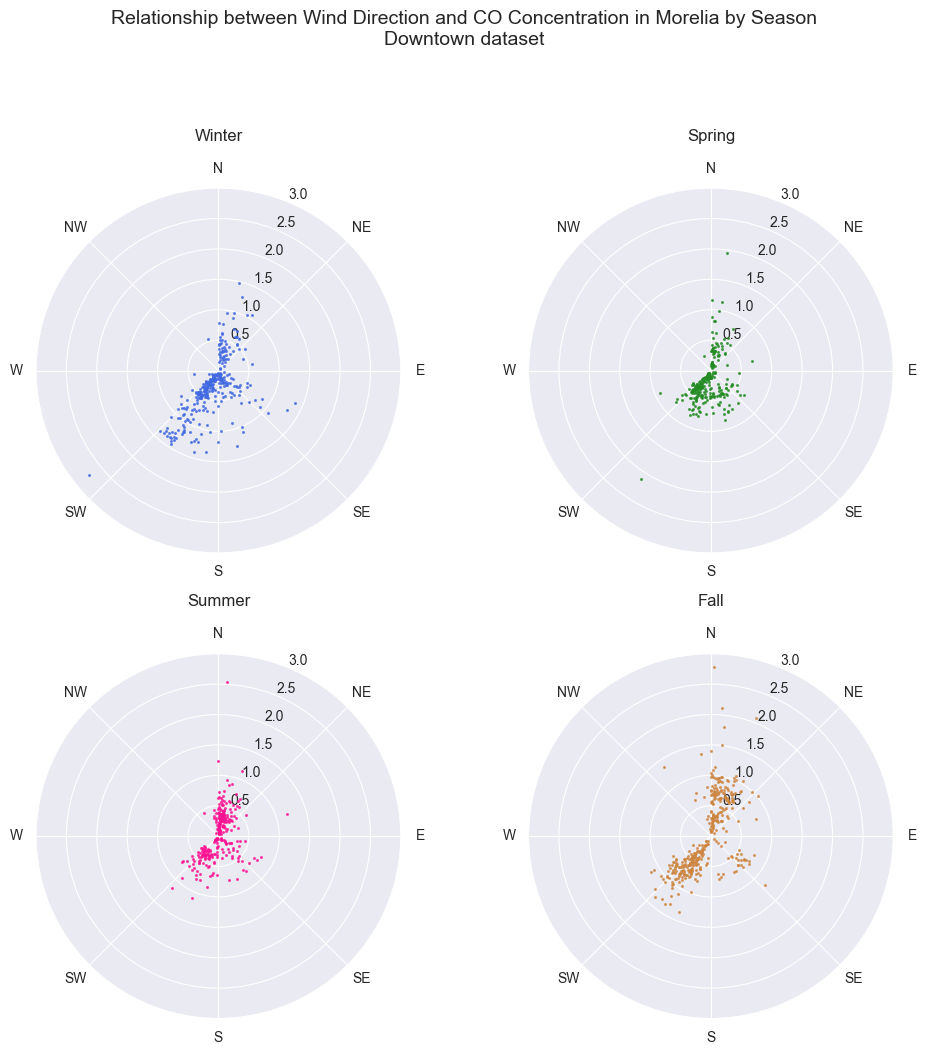 Relationship between Wind Direction and CO Concentration in Morelia by Season
Downtown dataset
Winter
N
NE
E
SE
S
SW
W
NW
0.5
1.0
1.5
2.0
2.5
3.0
Spring
N
NE
E
SE
S
SW
W
NW
0.5
1.0
1.5
2.0
2.5
3.0
Summer
N
NE
E
SE
S
SW
W
NW
0.5
1.0
1.5
2.0
2.5
3.0
Fall
N
NE
E
SE
S
SW
W
NW
0.5
1.0
1.5
2.0
2.5
3.0